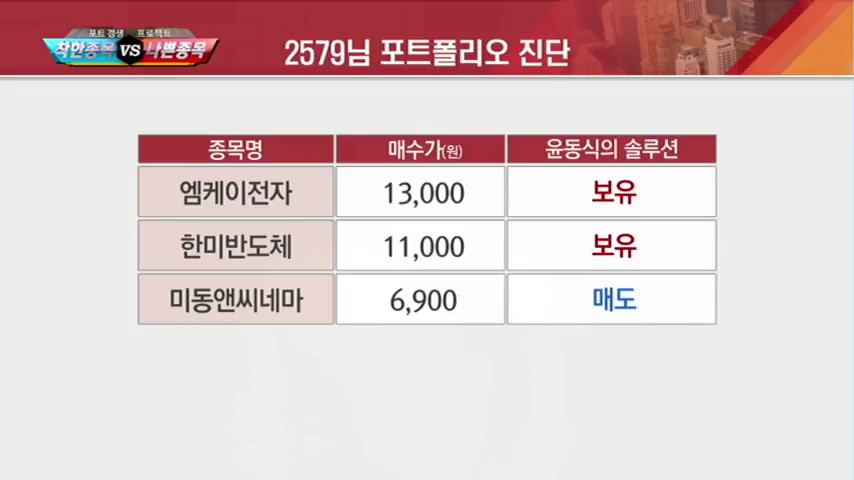 포트갱생 프로젝트
착한종목 VS 나쁜종목
2579님 포트폴리오 진단
종목명 매수가(원) 윤동식의 솔루션
엠케이전자 13,000 보유
한미반도체 11,000 보유
미동앤씨네마 6,900 매도